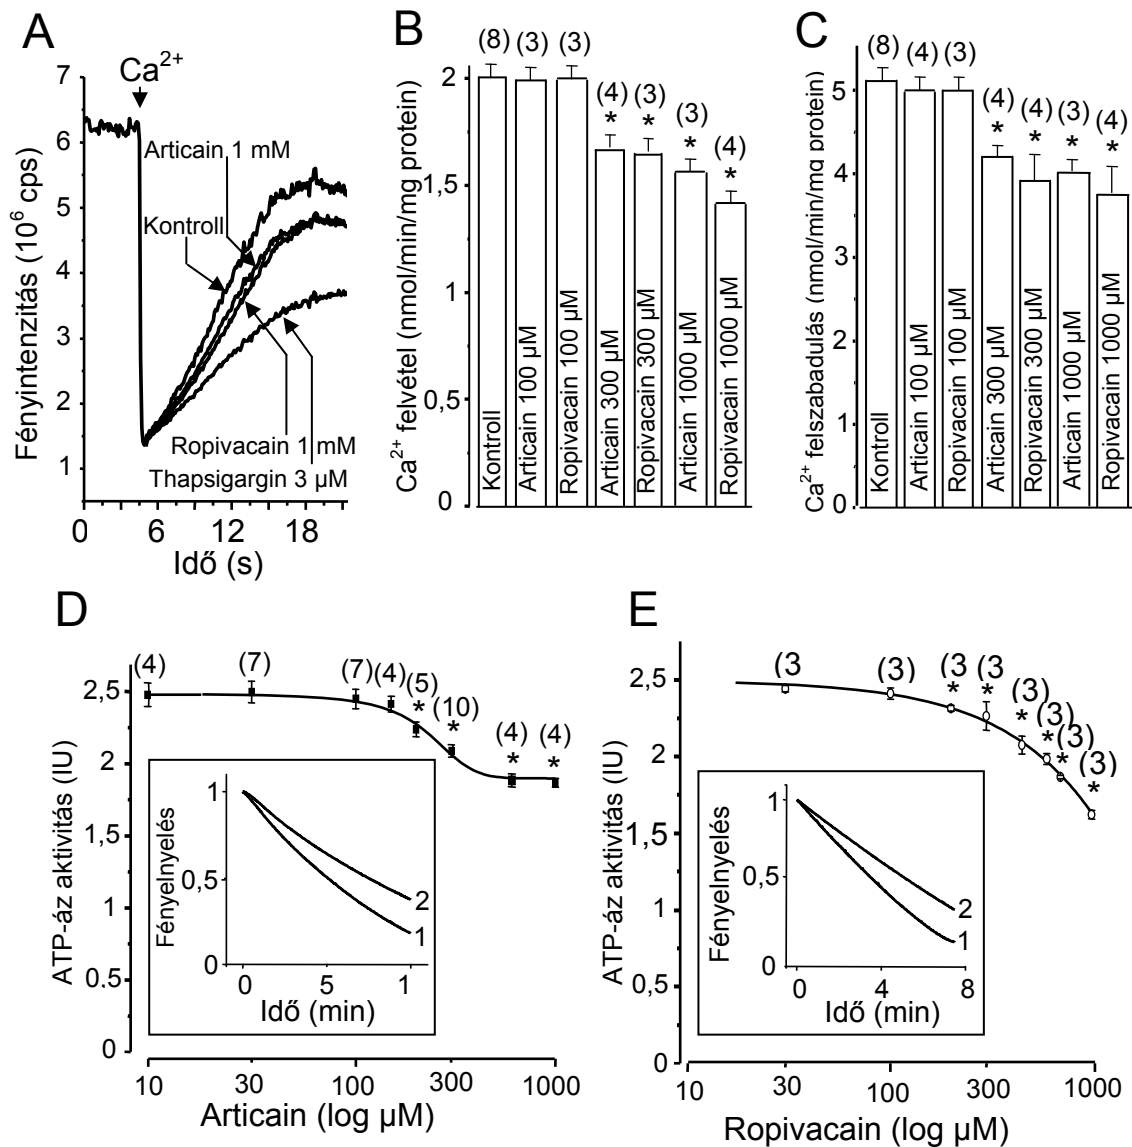 A
Ca2+
7
6
5
4
3
2
1
Fényintenzitás (10^6 cps)
Articain 1 mM
Kontroll
Ropivacain 1 mM
Thapsigargin 3 µM
0 6 12 18
Idő (s)
B
(8) (3) (3)
(4) (3) (3) (4)
* * * *
2
1,5
1
0,5
0
Ca2+ felvétel (nmol/min/mg protein)
Kontroll
Articain 100 µM
Ropivacain 100 µM
Articain 300 µM
Ropivacain 300 µM
Articain 1000 µM
Ropivacain 1000 µM
C
(8) (4) (3)
(4) (4) (3) (4)
* * * *
5
4
3
2
1
0
Ca2+ felszabadulás (nmol/min/mg protein)
Kontroll
Articain 100 µM
Ropivacain 100 µM
Articain 300 µM
Ropivacain 300 µM
Articain 1000 µM
Ropivacain 1000 µM
D
(4) (7) (7) (4) (5) (10) (4) (4)
* * * *
2,5
2
1,5
1
0,5
0
ATP-áz aktivitás (IU)
1
0,5
0
Fényelnyelés
2
1
0 5 1
Idő (min)
10 30 100 300 1000
Articain (log µM)
E
(3 (3) (3 (3 (3) (3) (3) (3)
* * * * * *
2,5
2
1,5
1
0,5
0
ATP-áz aktivitás (IU)
1
0,5
0
Fényelnyelés
2
1
0 4 8
Idő (min)
10 30 100 300 1000
Ropivacain (log µM)